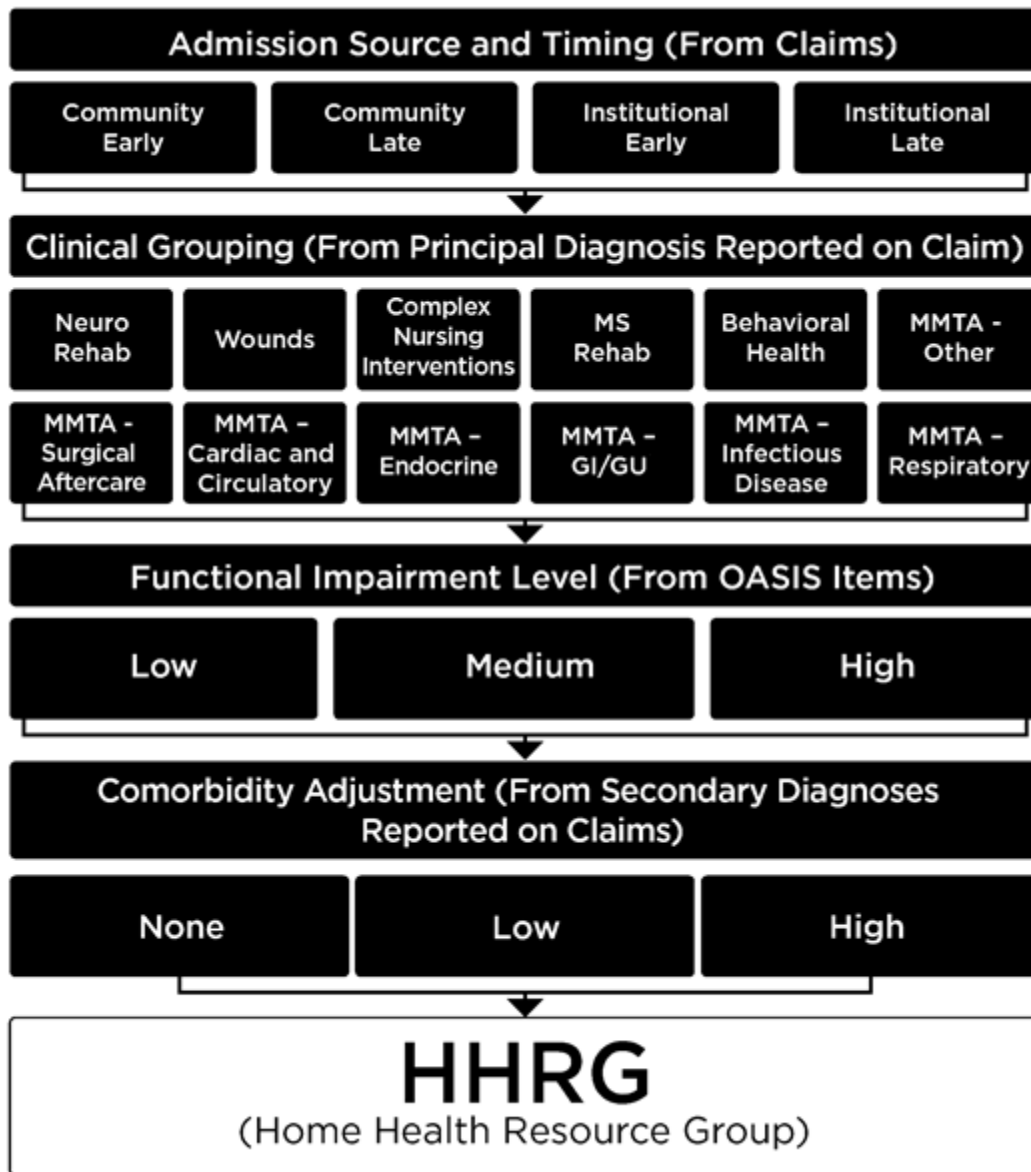 Admission Source and Timing (From Claims)
Community
Early
Community
Late
Institutional
Early
Institutional
Late
Clinical Grouping (From Principal Diagnosis Reported on Claim)
Neuro
Rehab
Wounds
Complex
Nursing
Interventions
MS
Rehab
Behavioral
Health
MMTA -
Other
MMTA -
Surgical
Aftercare
MMTA –
Cardiac and
Circulatory
MMTA –
Endocrine
MMTA –
GI/GU
MMTA –
Infectious
Disease
MMTA –
Respiratory
Functional Impairment Level (From OASIS Items)
Low
Medium
High
Comorbidity Adjustment (From Secondary Diagnoses
Reported on Claims)
None
Low
High
HHRG
(Home Health Resource Group)